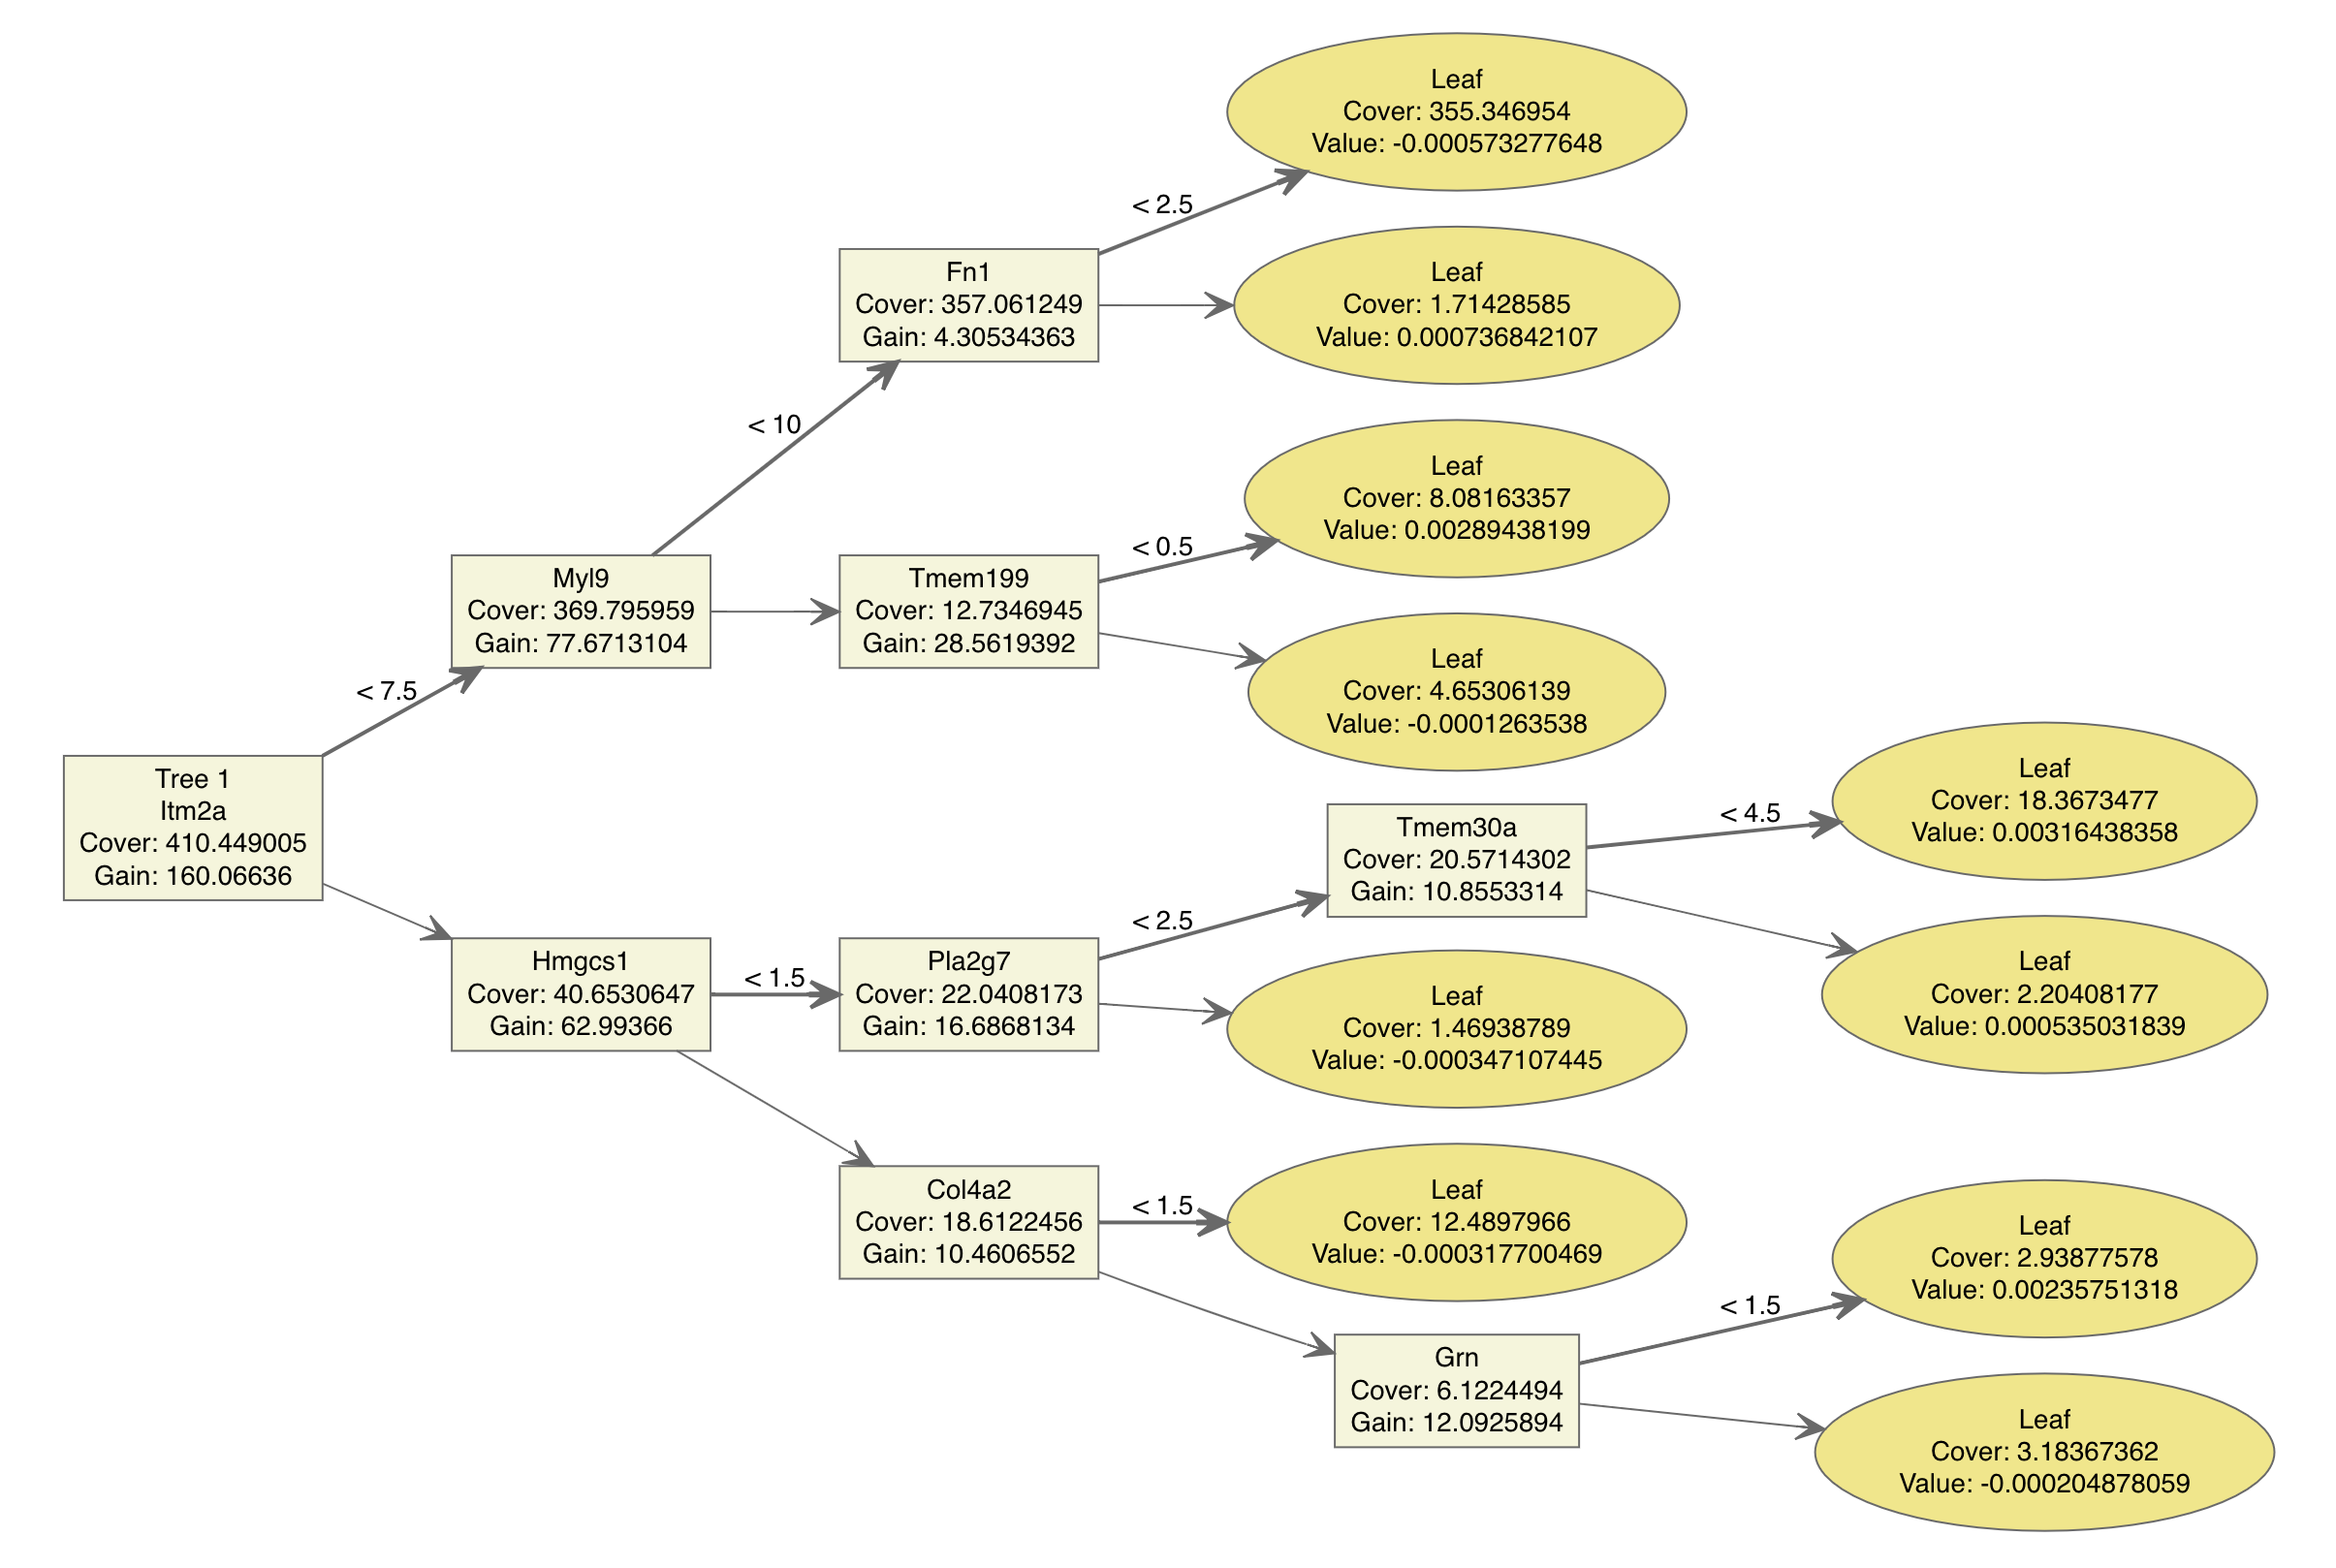 Leaf
Cover: 355.346954
Value: -0.000573277648
< 2.5
Fn1
Cover: 357.061249
Gain: 4.30534363
Leaf
Cover: 1.71428585
Value: 0.000736842107
< 10
Leaf
Cover: 8.08163357
Value: 0.00289438199
< 0.5
Myl9
Cover: 369.795959
Gain: 77.6713104
Tmem199
Cover: 12.7346945
Gain: 28.5619392
< 7.5
Leaf
Cover: 4.65306139
Value: -0.0001263538
Tree 1
Itm2a
Cover: 410.449005
Gain: 160.06636
Tmem30a
Cover: 20.5714302
Gain: 10.8553314
< 4.5
Leaf
Cover: 18.3673477
Value: 0.00316438358
< 2.5
Hmgcs1
Cover: 40.6530647
Gain: 62.99366
< 1.5
Pla2g7
Cover: 22.0408173
Gain: 16.6868134
Leaf
Cover: 2.20408177
Value: 0.000535031839
Leaf
Cover: 1.46938789
Value: -0.000347107445
Col4a2
Cover: 18.6122456
Gain: 10.4606552
< 1.5
Leaf
Cover: 12.4897966
Value: -0.000317700469
Leaf
Cover: 2.93877578
Value: 0.00235751318
< 1.5
Grn
Cover: 6.1224494
Gain: 12.0925894
Leaf
Cover: 3.18367362
Value: -0.000204878059